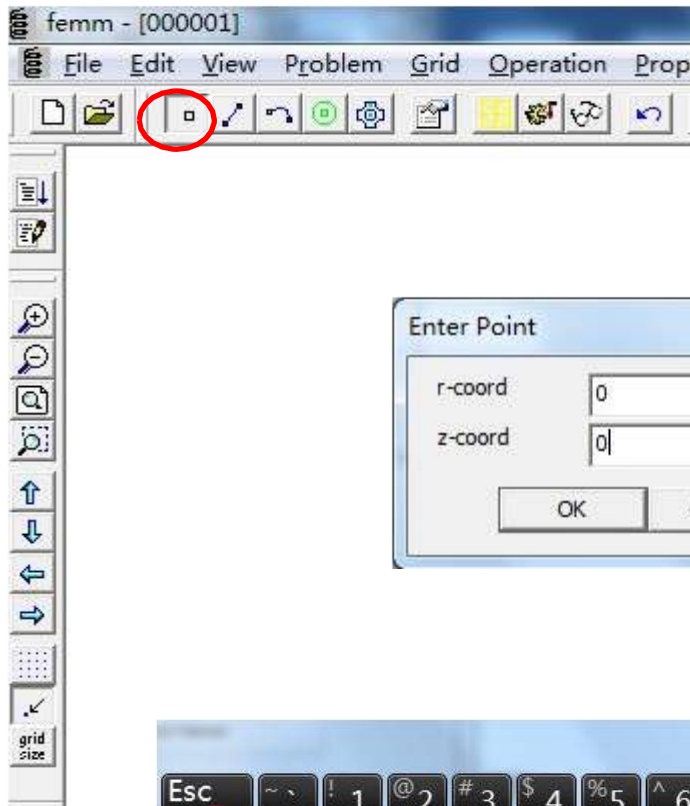 femm - [000001]
File Edit View Problem Grid Operation Prop
Enter Point
r-coord 0
z-coord 0
OK
grid
size
Esc ~ ` ! 1 @ 2 # 3 $ 4 % 5 ^ 6